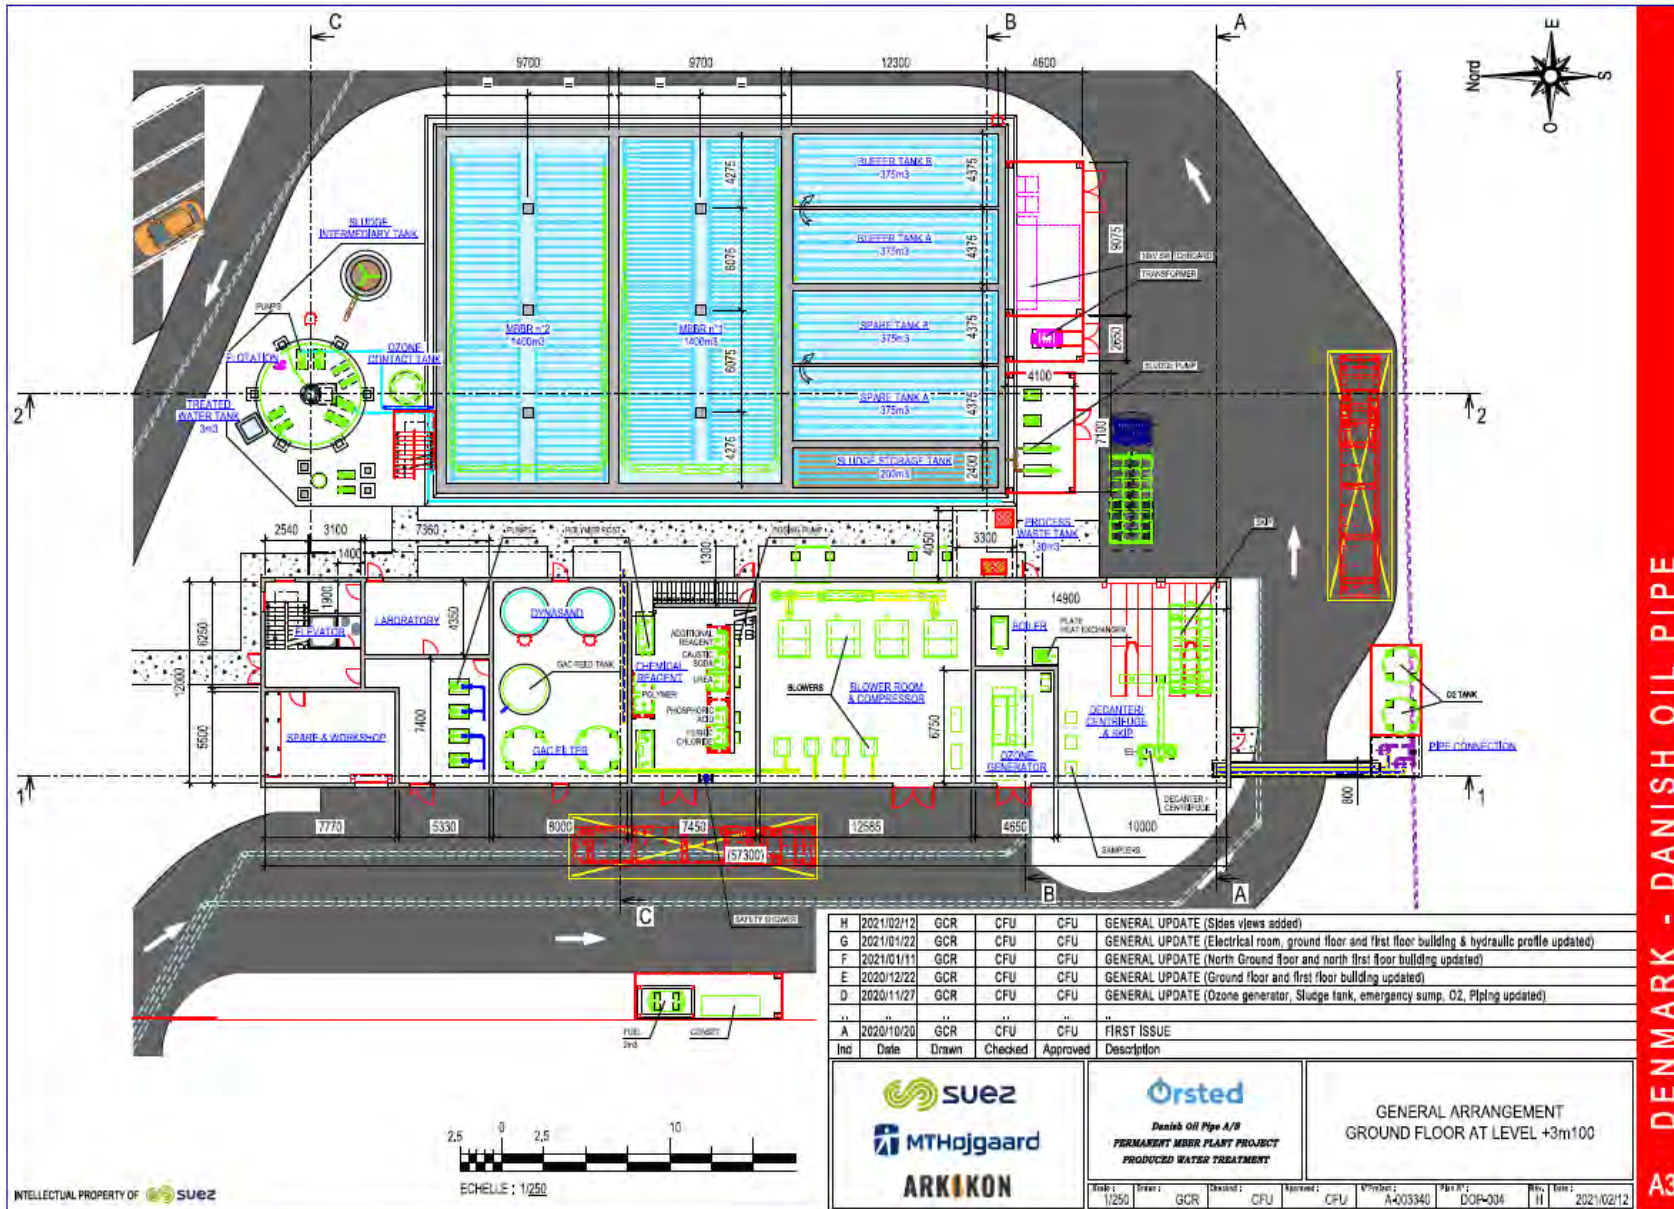 C
B
A
9700
9700
12300
4600
E
Nord
S
O
BUFFER TANK B
375m3
4275
4375
SLUDGE
INTERMEDIARY TANK
BUFFER TANK A
375m3
4375
9075
6075
10kV SWITCHBOARD
TRANSFORMER
PUMPS
MBBR n°2
1400m3
MBBR n°1
1400m3
SPARE TANK B
375m3
4375
2650
FLOTATION
OZONE
CONTACT TANK
6075
SLUDGE PUMP
4100
TREATED
WATER TANK
3m3
SPARE TANK A
375m3
4375
2
2
7100
4275
SLUDGE STORAGE TANK
200m3
2400
2540
3100
7360
PUMPS
POLYMER POST
DOSING PUMP
PROCESS
WASTE TANK
30m3
SKIP
1400
1300
4050
3300
1900
14900
6250
ELEVATOR
LABORATORY
4350
DYNASAND
BOILER
PLATE
HEAT EXCHANGER
ADDITIONAL
REAGENT
CAUSTIC
SODA
UREA
CHEMICAL
REAGENT
POLYMER
PHOSPHORIC
ACID
FERRIC
CHLORIDE
GAC FEED TANK
12000
BLOWERS
BLOWER ROOM
& COMPRESSOR
O2 TANK
DECANTER/
CENTRIFUGE
& SKIP
5500
SPARE & WORKSHOP
7400
GAC FILTER
6750
OZONE
GENERATOR
PIPE CONNECTION
1
1
800
DECANTER /
CENTRIFUGE
7770
5330
8000
7450
12565
4650
10000
(57300)
SAMPLERS
C
B
A
SAFETY SHOWER
FUEL
2m3
GENSET
H 2021/02/12 GCR CFU CFU GENERAL UPDATE (Sides views added)
G 2021/01/22 GCR CFU CFU GENERAL UPDATE (Electrical room, ground floor and first floor building & hydraulic profile updated)
F 2021/01/11 GCR CFU CFU GENERAL UPDATE (North Ground floor and north first floor building updated)
E 2020/12/22 GCR CFU CFU GENERAL UPDATE (Ground floor and first floor building updated)
D 2020/11/27 GCR CFU CFU GENERAL UPDATE (Ozone generator, Sludge tank, emergency sump, O2, Piping updated)
.. .. .. .. .. ..
A 2020/10/20 GCR CFU CFU FIRST ISSUE
Ind Date Drawn Checked Approved Description
suez
MTHøjgaard
ARKIKON
Ørsted
Danish Oil Pipe A/S
PERMANENT MBBR PLANT PROJECT
PRODUCED WATER TREATMENT
GENERAL ARRANGEMENT
GROUND FLOOR AT LEVEL +3m100
Scale : 1/250 Drawn : GCR Checked : CFU Approved : CFU N°Project : A-003340 Plan N° : DOP-004 Rev. H Date : 2021/02/12
2,5 0 2,5 10
ECHELLE : 1/250
INTELLECTUAL PROPERTY OF suez
DENMARK - DANISH OIL PIPE
A3